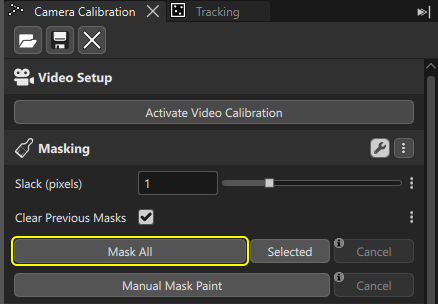 Camera Calibration Tracking
Video Setup
Activate Video Calibration
Masking
Slack (pixels) 1
Clear Previous Masks
Mask All Selected Cancel
Manual Mask Paint Cancel